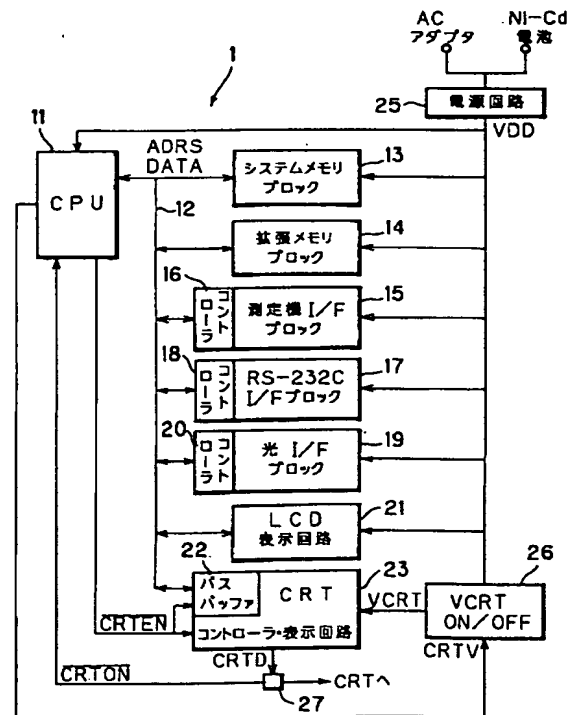 AC
アダプタ
Ni-Cd
電池
1
25
電源回路
VDD
11
CPU
ADRS
DATA
12
システムメモリ
ブロック
13
拡張メモリ
ブロック
14
16
コント
ローラ
測定機 I/F
ブロック
15
18
コント
ローラ
RS-232C
I/Fブロック
17
20
コント
ローラ
光 I/F
ブロック
19
LCD
表示回路
21
22
バス
バッファ
CRT
コントローラ・表示回路
23
VCRT
26
VCRT
ON/OFF
CRTEN
CRTD
CRTV
CRTON
27
CRTへ